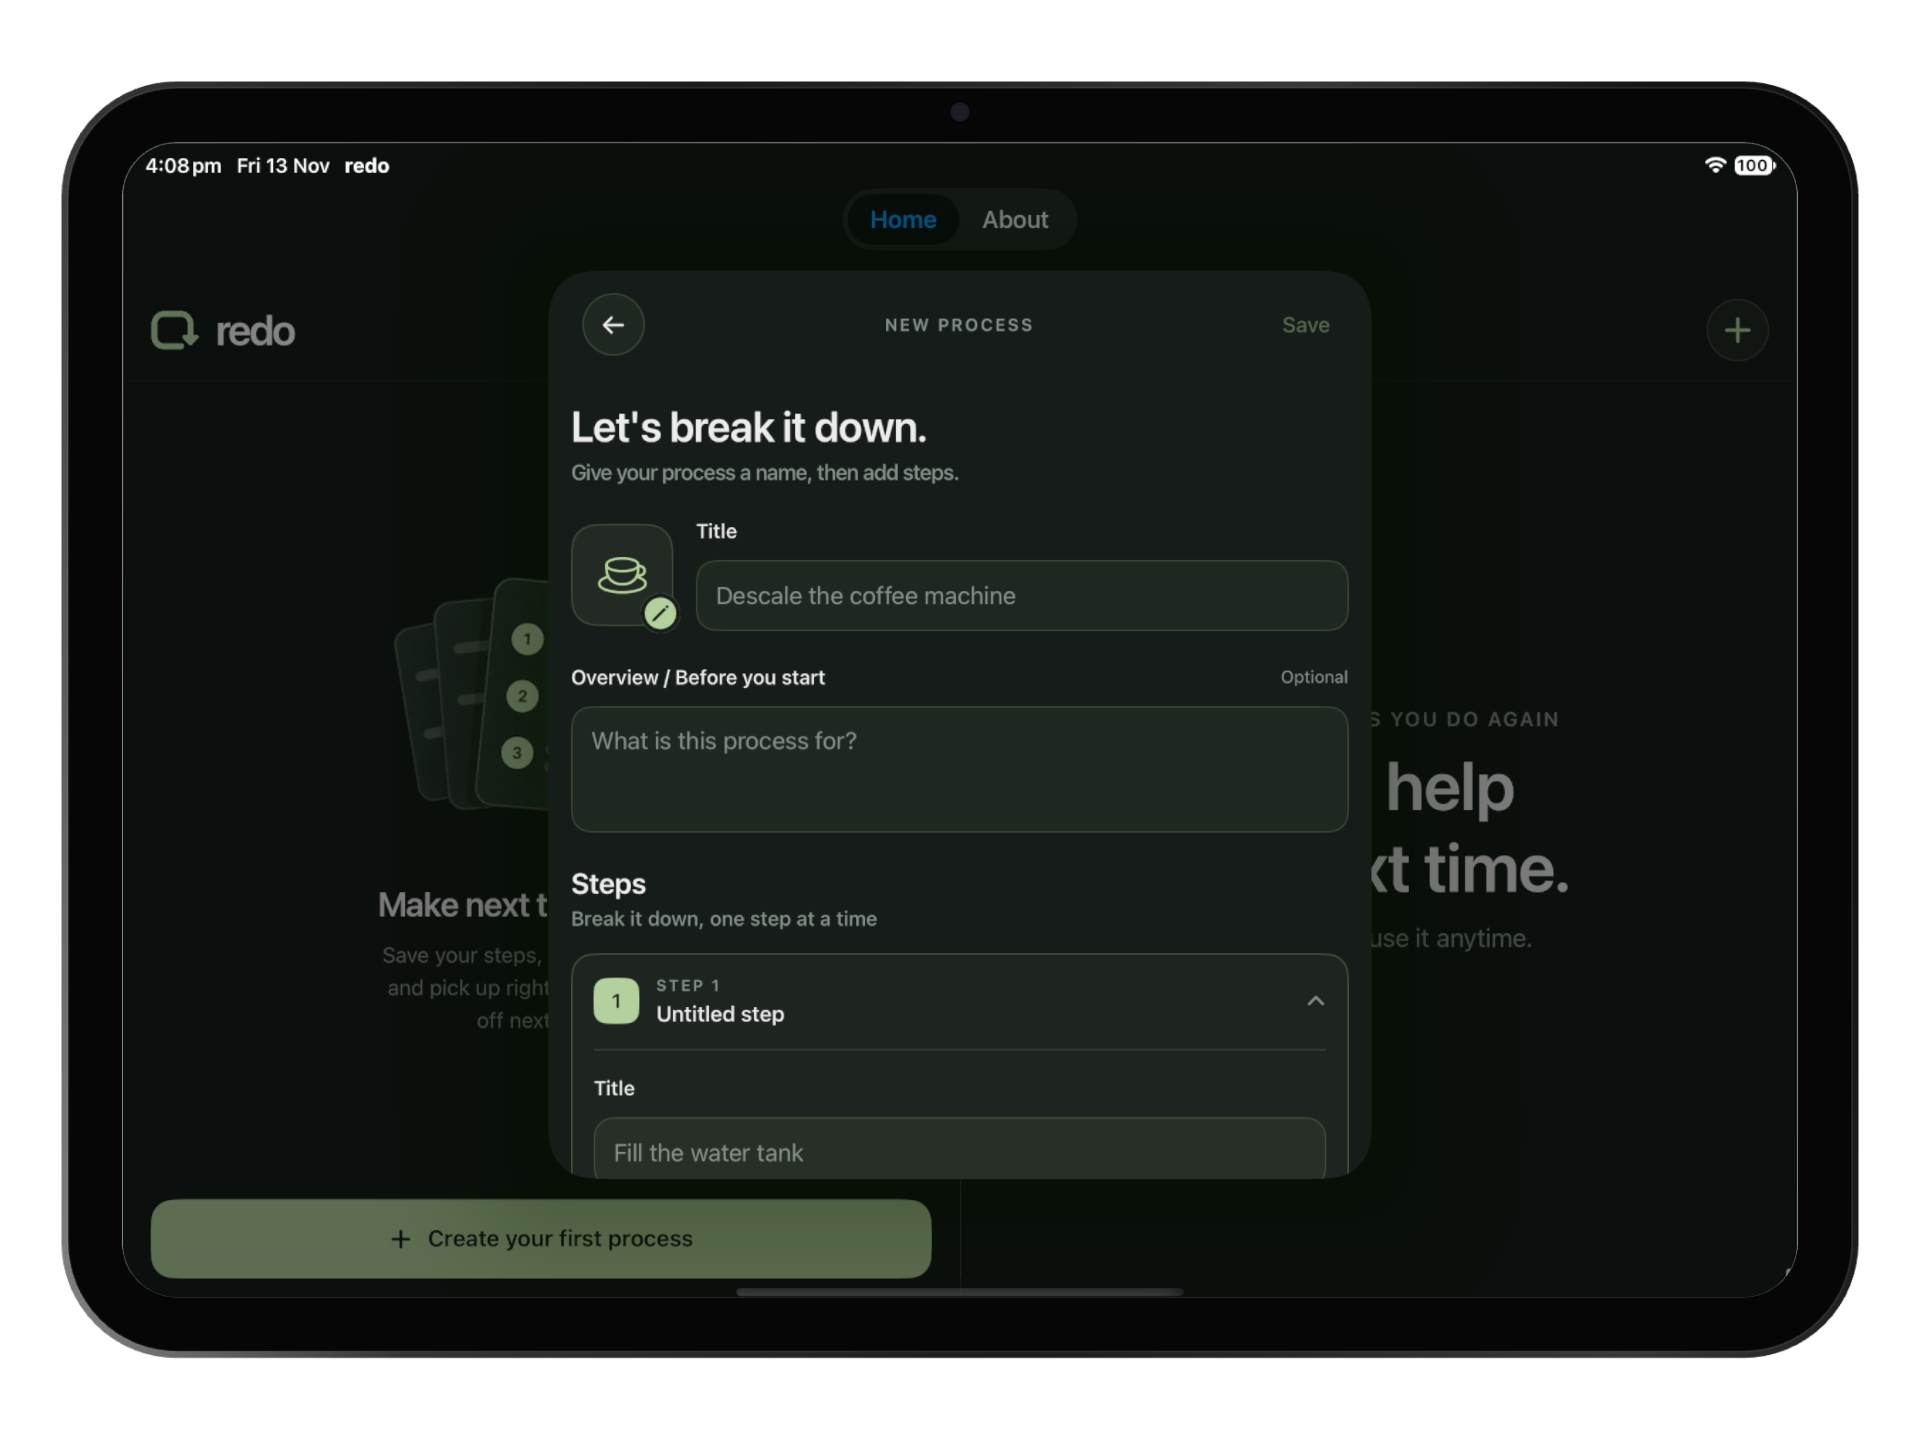 4:08 pm Fri 13 Nov redo
100
Home About
redo
NEW PROCESS
Save
Let's break it down.
Give your process a name, then add steps.
Title
Descale the coffee machine
Overview / Before you start
Optional
What is this process for?
Steps
Break it down, one step at a time
1
STEP 1
Untitled step
Title
Fill the water tank
1
2
3
Make next t
Save your steps,
and pick up right
off next
Create your first process
S YOU DO AGAIN
help
xt time.
use it anytime.